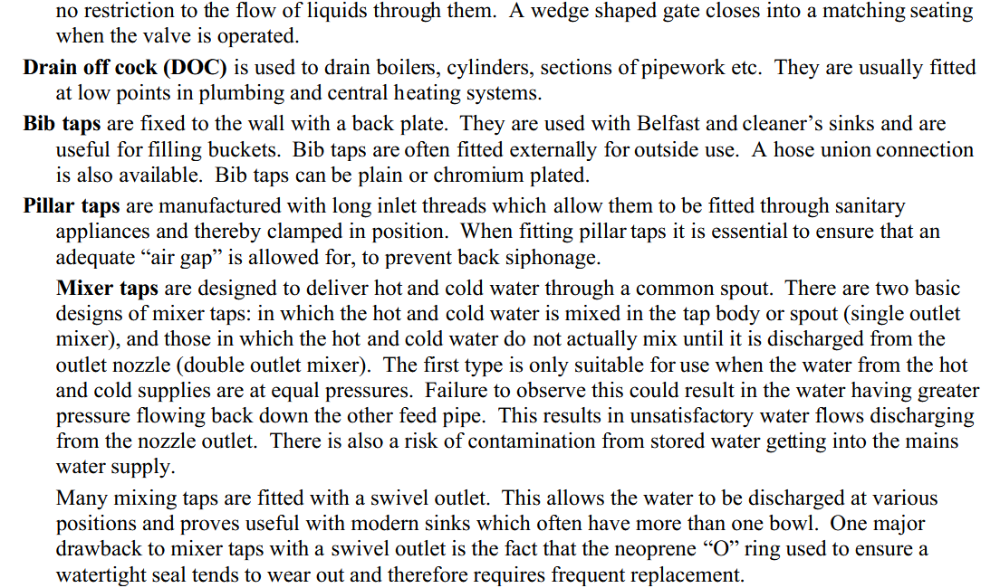 no restriction to the flow of liquids through them.  A wedge shaped gate closes into a matching seating
when the valve is operated.
Drain off cock (DOC) is used to drain boilers, cylinders, sections of pipework etc.  They are usually fitted
at low points in plumbing and central heating systems.
Bib taps are fixed to the wall with a back plate.  They are used with Belfast and cleaner’s sinks and are
useful for filling buckets.  Bib taps are often fitted externally for outside use.  A hose union connection
is also available.  Bib taps can be plain or chromium plated.
Pillar taps are manufactured with long inlet threads which allow them to be fitted through sanitary
appliances and thereby clamped in position.  When fitting pillar taps it is essential to ensure that an
adequate “air gap” is allowed for, to prevent back siphonage.
Mixer taps are designed to deliver hot and cold water through a common spout.  There are two basic
designs of mixer taps: in which the hot and cold water is mixed in the tap body or spout (single outlet
mixer), and those in which the hot and cold water do not actually mix until it is discharged from the
outlet nozzle (double outlet mixer).  The first type is only suitable for use when the water from the hot
and cold supplies are at equal pressures.  Failure to observe this could result in the water having greater
pressure flowing back down the other feed pipe.  This results in unsatisfactory water flows discharging
from the nozzle outlet.  There is also a risk of contamination from stored water getting into the mains
water supply.
Many mixing taps are fitted with a swivel outlet.  This allows the water to be discharged at various
positions and proves useful with modern sinks which often have more than one bowl.  One major
drawback to mixer taps with a swivel outlet is the fact that the neoprene “O” ring used to ensure a
watertight seal tends to wear out and therefore requires frequent replacement.